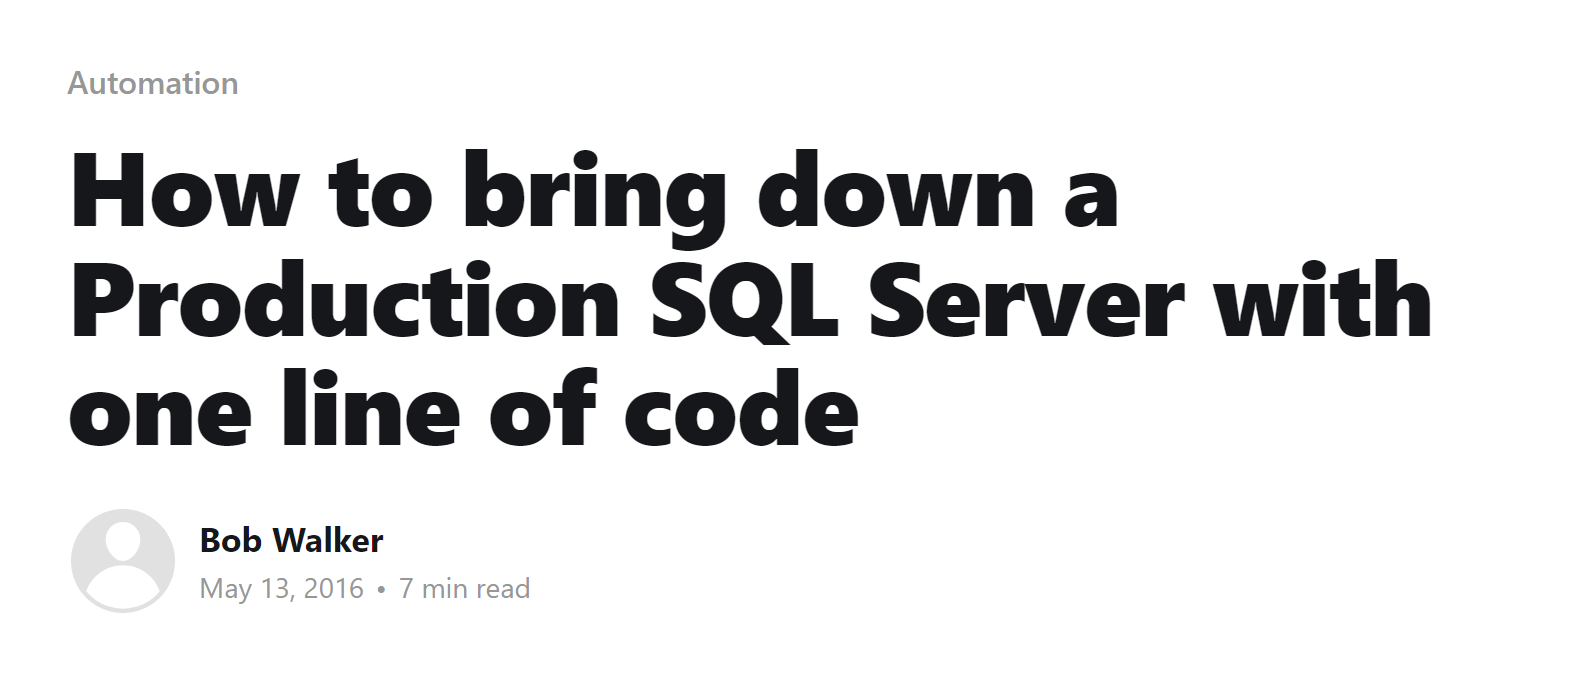 Automation
How to bring down a
Production SQL Server with
one line of code
Bob Walker
May 13, 2016 • 7 min read